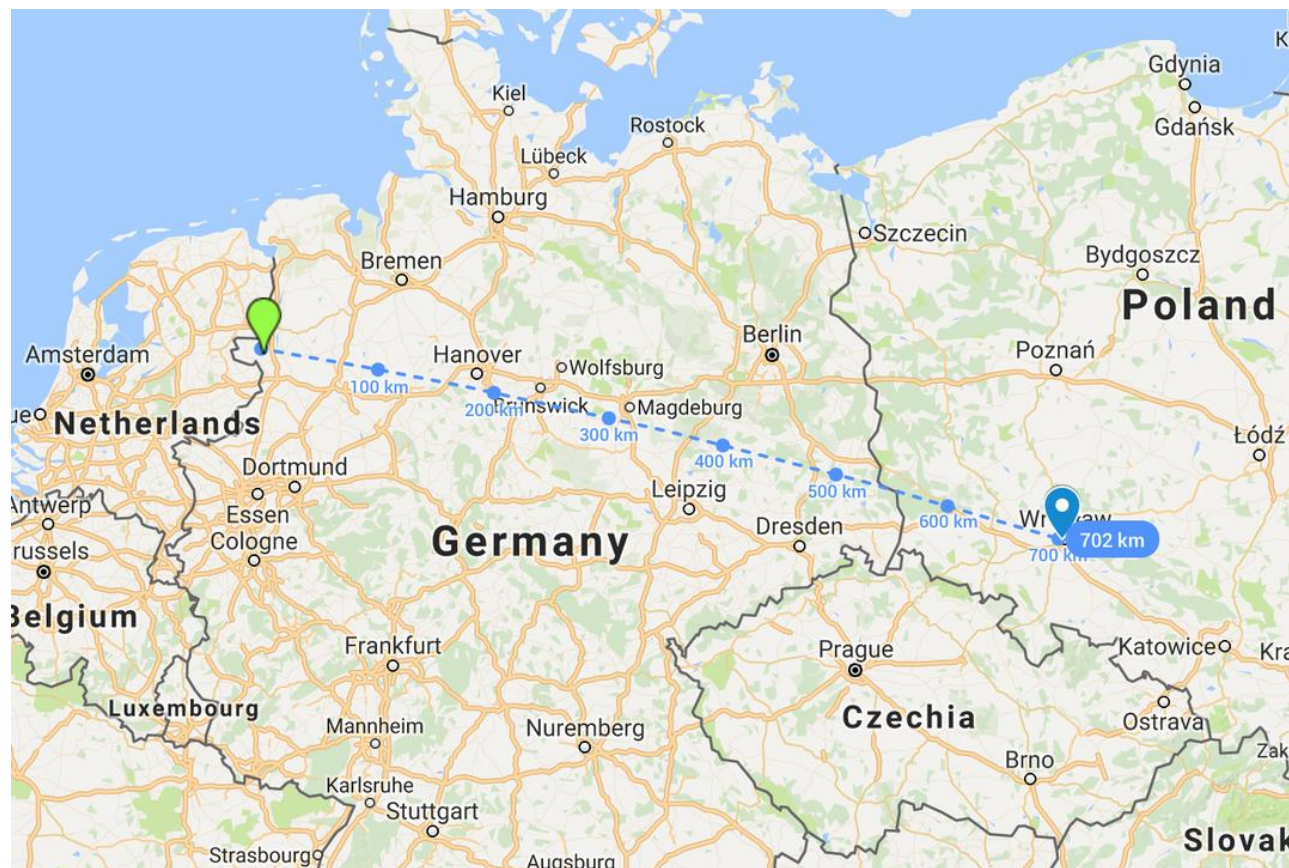 Gdynia
Kiel
Gdańsk
Rostock
Lübeck
Hamburg
Szczecin
Bremen
Bydgoszcz
Poland
Berlin
Hanover
Amsterdam
Wolfsburg
Poznań
100 km
200 km
Brunswick
Magdeburg
Netherlands
300 km
Łódź
400 km
Dortmund
500 km
Leipzig
Antwerp
Essen
600 km
Dresden
Germany
Cologne
702 km
700 km
Belgium
Frankfurt
Prague
Katowice
Luxembourg
Czechia
Ostrava
Mannheim
Nuremberg
Brno
Karlsruhe
Stuttgart
Strasbourg
Augsburg